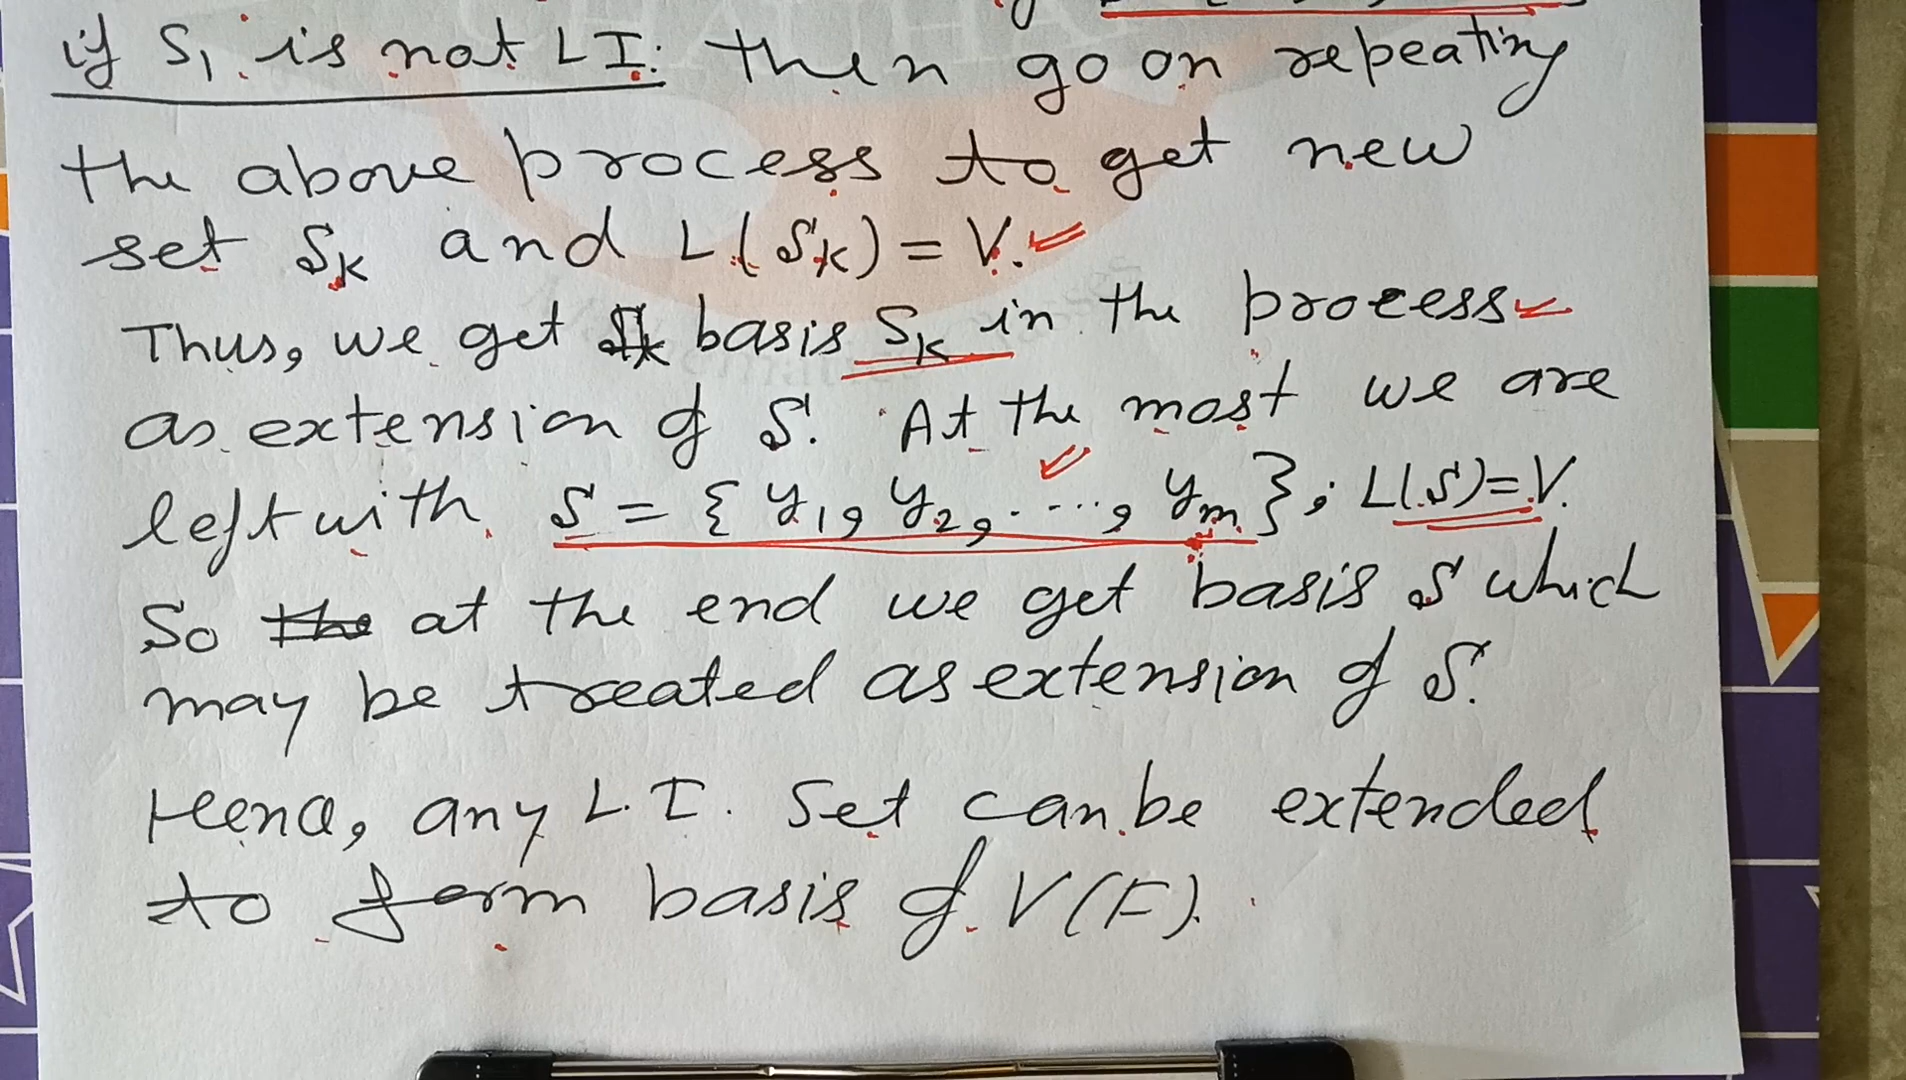 if S₁ is not LI: then go on repeating
the above process to get new
set Sₖ and L(Sₖ) = V.
Thus, we get basis Sₖ in the process
as extension of S. At the most we are
left with S = {y₁, y₂, ...., yₘ}; L(S)=V.
So the at the end we get basis S which
may be treated as extension of S.
Hence, any L.I. Set can be extended
to form basis of V(F).